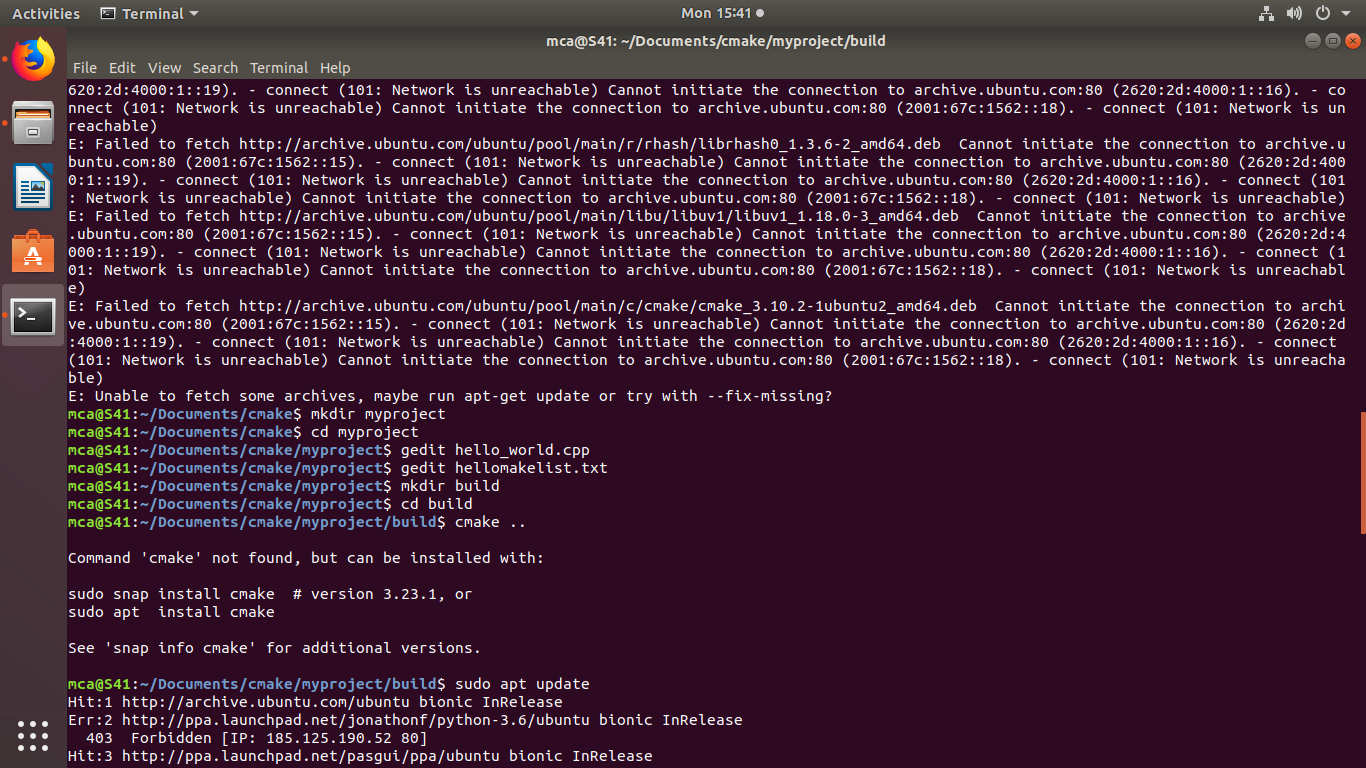 Activities Terminal Mon 15:41
mca@S41: ~/Documents/cmake/myproject/build
File Edit View Search Terminal Help
620:2d:4000:1::19). - connect (101: Network is unreachable) Cannot initiate the connection to archive.ubuntu.com:80 (2620:2d:4000:1::16). - co
nnect (101: Network is unreachable) Cannot initiate the connection to archive.ubuntu.com:80 (2001:67c:1562::18). - connect (101: Network is un
reachable)
E: Failed to fetch http://archive.ubuntu.com/ubuntu/pool/main/r/rhash/librhash0_1.3.6-2_amd64.deb  Cannot initiate the connection to archive.u
buntu.com:80 (2001:67c:1562::15). - connect (101: Network is unreachable) Cannot initiate the connection to archive.ubuntu.com:80 (2620:2d:400
0:1::19). - connect (101: Network is unreachable) Cannot initiate the connection to archive.ubuntu.com:80 (2620:2d:4000:1::16). - connect (101
: Network is unreachable) Cannot initiate the connection to archive.ubuntu.com:80 (2001:67c:1562::18). - connect (101: Network is unreachable)
E: Failed to fetch http://archive.ubuntu.com/ubuntu/pool/main/libu/libuv1/libuv1_1.18.0-3_amd64.deb  Cannot initiate the connection to archive
.ubuntu.com:80 (2001:67c:1562::15). - connect (101: Network is unreachable) Cannot initiate the connection to archive.ubuntu.com:80 (2620:2d:4
000:1::19). - connect (101: Network is unreachable) Cannot initiate the connection to archive.ubuntu.com:80 (2620:2d:4000:1::16). - connect (1
01: Network is unreachable) Cannot initiate the connection to archive.ubuntu.com:80 (2001:67c:1562::18). - connect (101: Network is unreachabl
e)
E: Failed to fetch http://archive.ubuntu.com/ubuntu/pool/main/c/cmake/cmake_3.10.2-1ubuntu2_amd64.deb  Cannot initiate the connection to archi
ve.ubuntu.com:80 (2001:67c:1562::15). - connect (101: Network is unreachable) Cannot initiate the connection to archive.ubuntu.com:80 (2620:2d
:4000:1::19). - connect (101: Network is unreachable) Cannot initiate the connection to archive.ubuntu.com:80 (2620:2d:4000:1::16). - connect
(101: Network is unreachable) Cannot initiate the connection to archive.ubuntu.com:80 (2001:67c:1562::18). - connect (101: Network is unreacha
ble)
E: Unable to fetch some archives, maybe run apt-get update or try with --fix-missing?
mca@S41:~/Documents/cmake$ mkdir myproject
mca@S41:~/Documents/cmake$ cd myproject
mca@S41:~/Documents/cmake/myproject$ gedit hello_world.cpp
mca@S41:~/Documents/cmake/myproject$ gedit hellomakelist.txt
mca@S41:~/Documents/cmake/myproject$ mkdir build
mca@S41:~/Documents/cmake/myproject$ cd build
mca@S41:~/Documents/cmake/myproject/build$ cmake ..
Command 'cmake' not found, but can be installed with:
sudo snap install cmake  # version 3.23.1, or
sudo apt  install cmake
See 'snap info cmake' for additional versions.
mca@S41:~/Documents/cmake/myproject/build$ sudo apt update
Hit:1 http://archive.ubuntu.com/ubuntu bionic InRelease
Err:2 http://ppa.launchpad.net/jonathonf/python-3.6/ubuntu bionic InRelease
  403  Forbidden [IP: 185.125.190.52 80]
Hit:3 http://ppa.launchpad.net/pasgui/ppa/ubuntu bionic InRelease